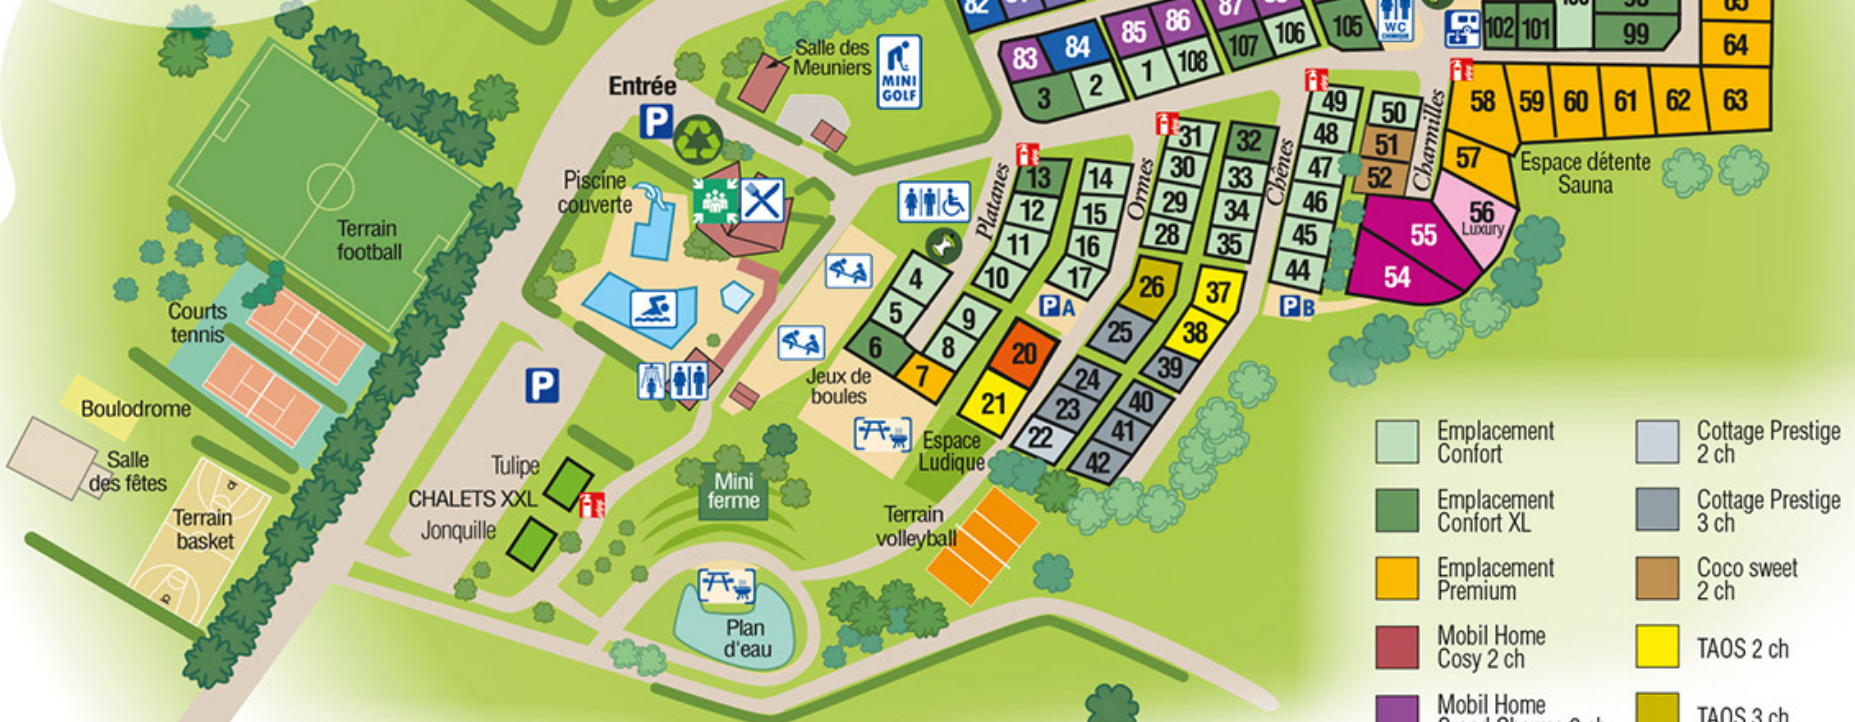 82
85
86
87
105
106
107
108
83
84
1
2
3
WC
CHIMIQUE
102
101
99
65
64
63
62
61
60
59
58
57
Salle des
Meuniers
MINI
GOLF
Entrée
P
Piscine
couverte
Terrain
football
Courts
tennis
Boulodrome
Salle
des fêtes
Terrain
basket
P
Tulipe
CHALETS XXL
Jonquille
Mini
ferme
Plan
d'eau
Jeux de
boules
Espace
Ludique
Terrain
volleyball
Platanes
13
12
11
10
9
8
7
6
5
4
14
15
16
17
P A
20
21
Ormes
31
30
29
28
26
25
24
23
22
32
33
34
35
37
38
39
40
41
42
Chênes
49
48
47
46
45
44
P B
50
51
52
Charmilles
56
Luxury
55
54
Espace détente
Sauna
Emplacement
Confort
Emplacement
Confort XL
Emplacement
Premium
Mobil Home
Cosy 2 ch
Mobil Home
Cottage Prestige
2 ch
Cottage Prestige
3 ch
Coco sweet
2 ch
TAOS 2 ch
TAOS 3 ch